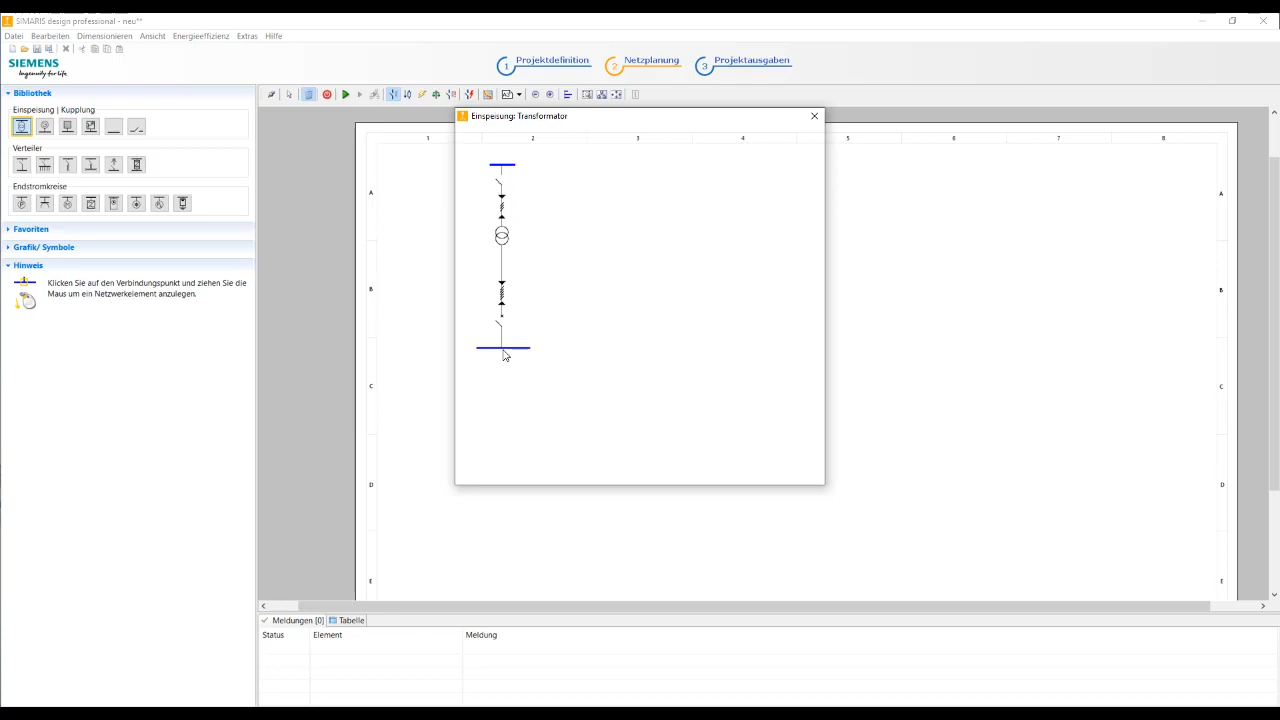 SIMARIS design professional - neu**
Datei Bearbeiten Dimensionieren Ansicht Energieeffizienz Extras Hilfe
SIEMENS
Ingenuity for life
1 Projektdefinition 2 Netzplanung 3 Projektausgaben
Bibliothek
Einspeisung | Kupplung
Verteiler
Endstromkreise
Favoriten
Grafik/ Symbole
Hinweis
Klicken Sie auf den Verbindungspunkt und ziehen Sie die
Maus um ein Netzwerkelement anzulegen.
Einspeisung: Transformator
1 2 3 4 5 6 7 8
A A
B B
C C
D D
E E
Meldungen [0] Tabelle
Status Element Meldung